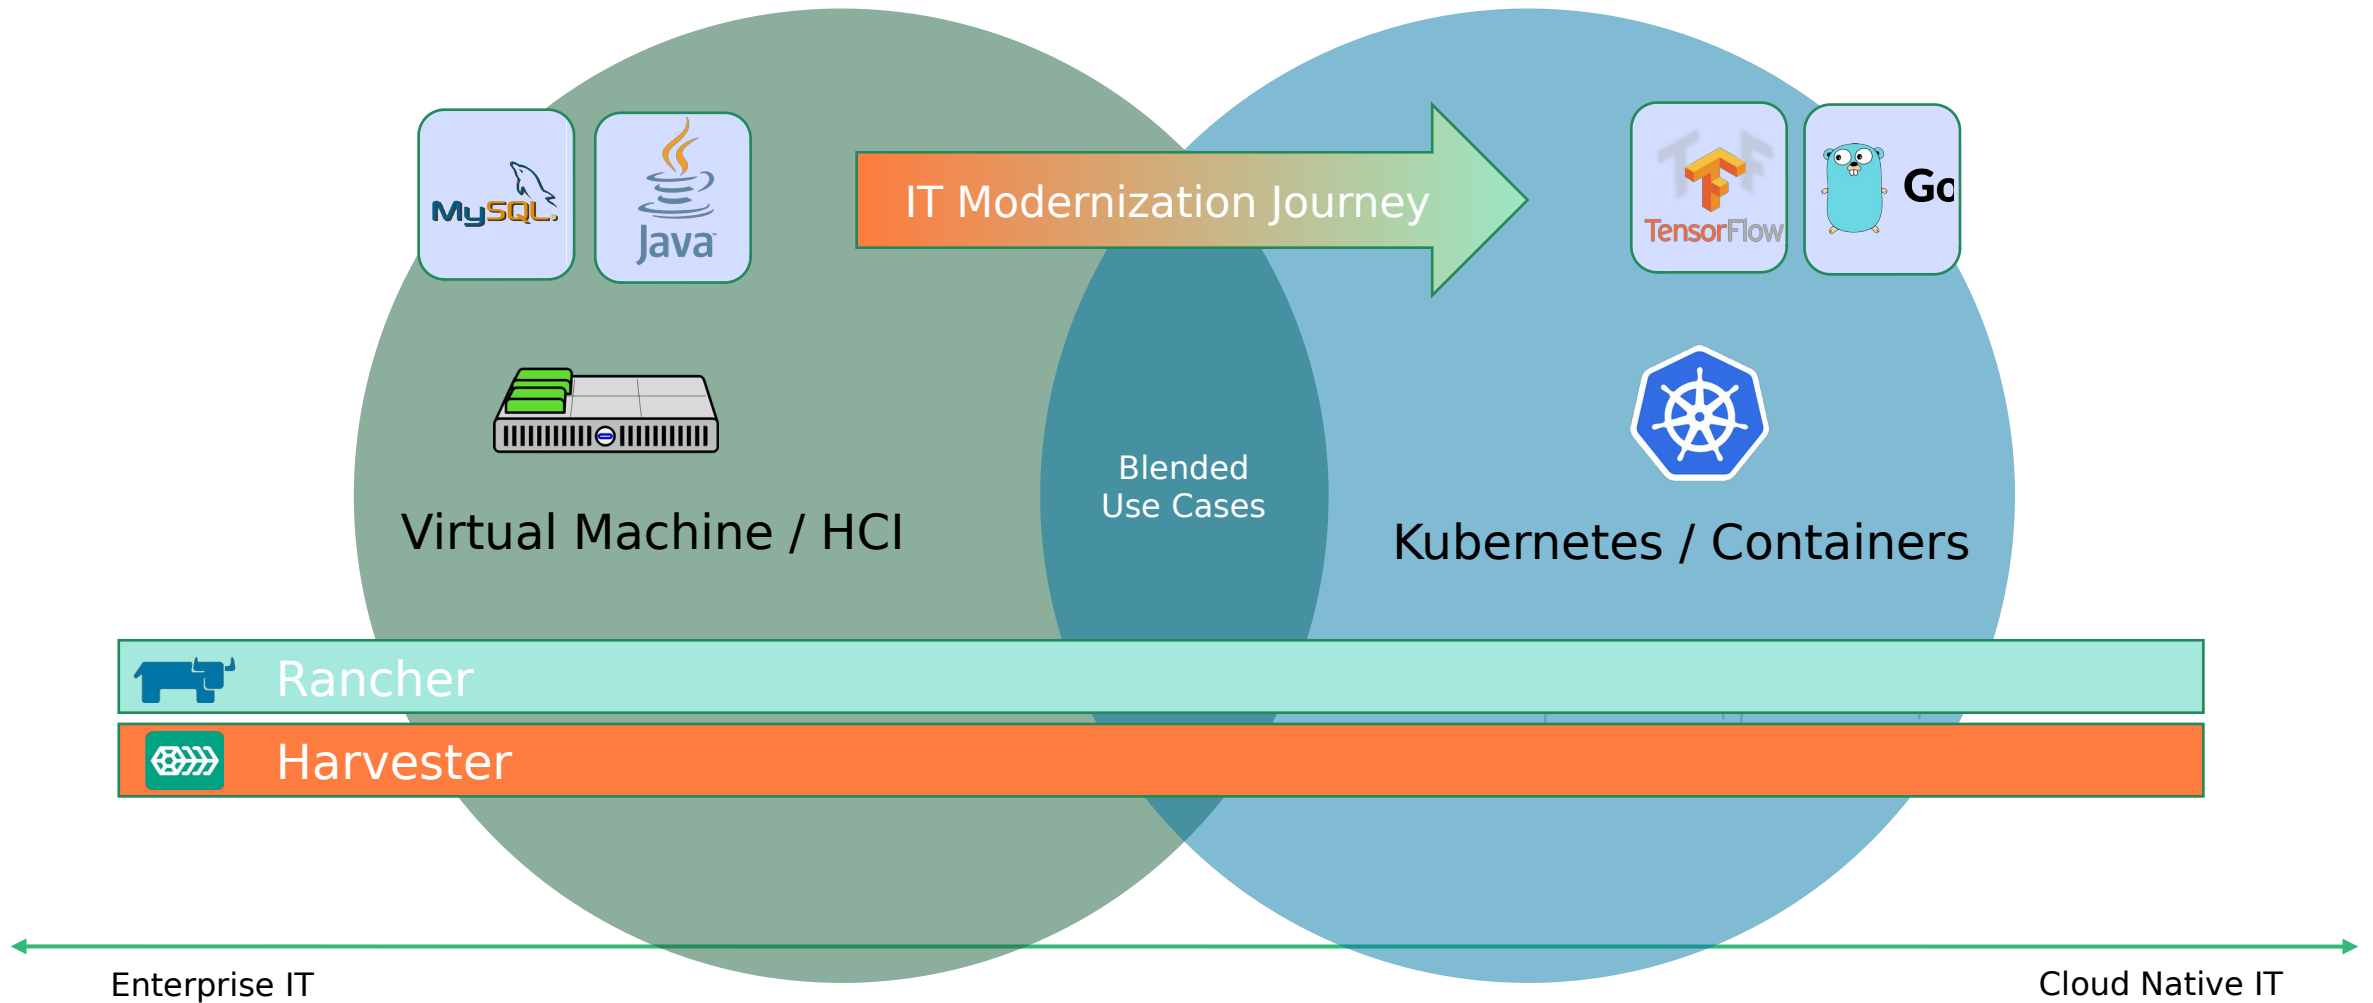 MySQL.
Java
IT Modernization Journey
TensorFlow
Go
Blended
Use Cases
Virtual Machine / HCI
Kubernetes / Containers
Rancher
Harvester
Enterprise IT
Cloud Native IT